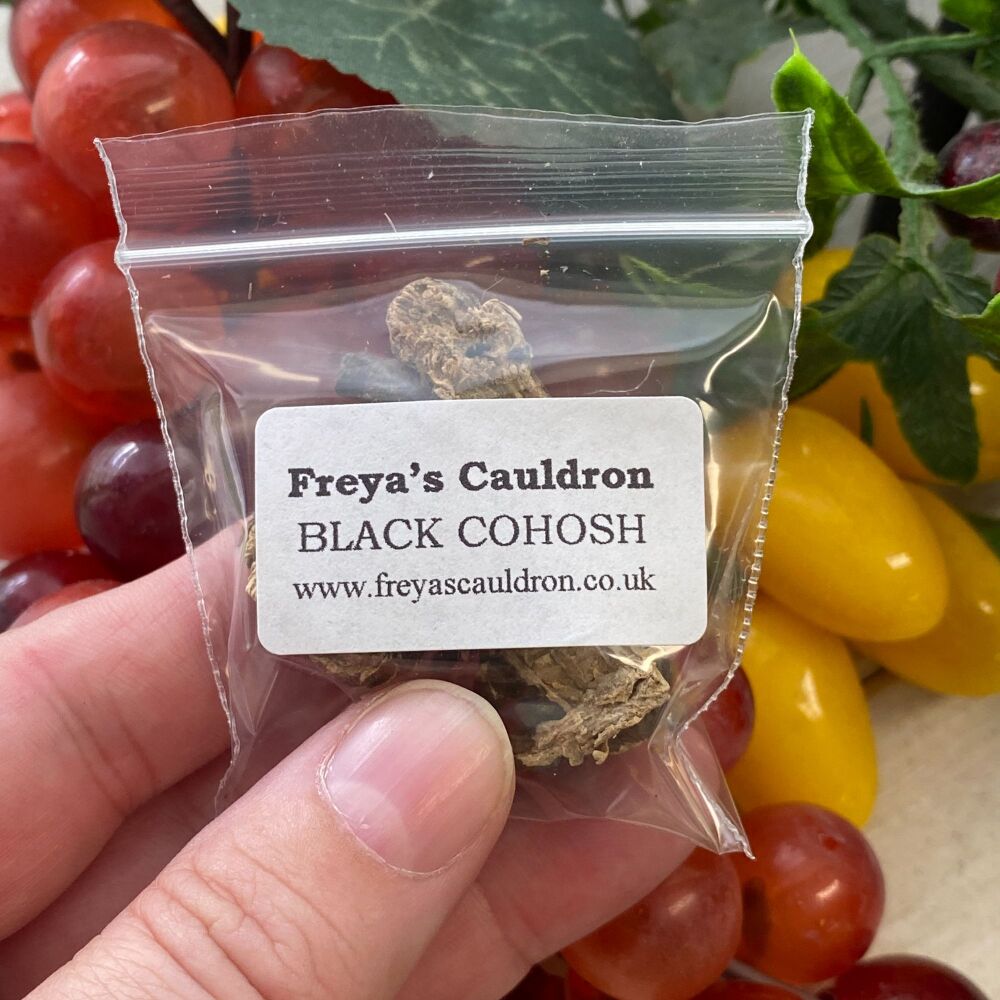 Freya's Cauldron
BLACK COHOSH
www.freyascauldron.co.uk